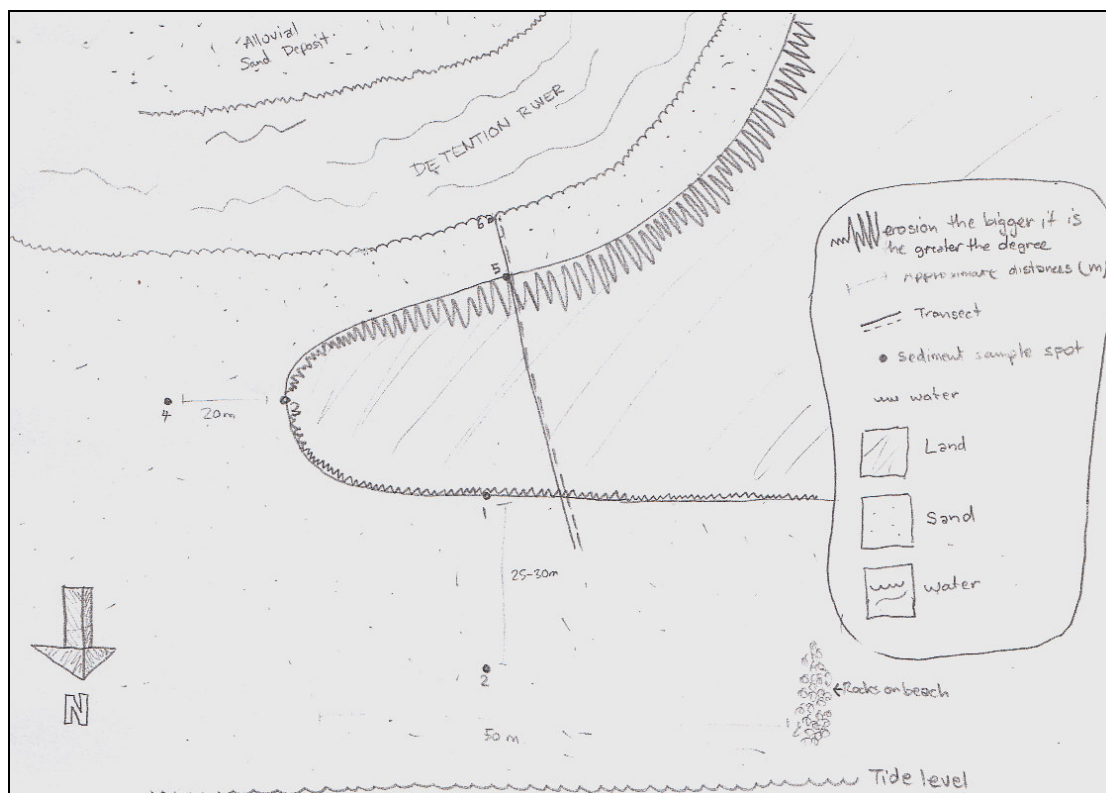 Alluvial
Sand Deposit
DETENTION RIVER
6
5
erosion the bigger it is
the greater the degree
Approximate distances (m)
Transect
Sediment sample spot
water
Land
Sand
water
4
20m
3
1
25-30m
2
50 m
←Rocks on beach
N
Tide level